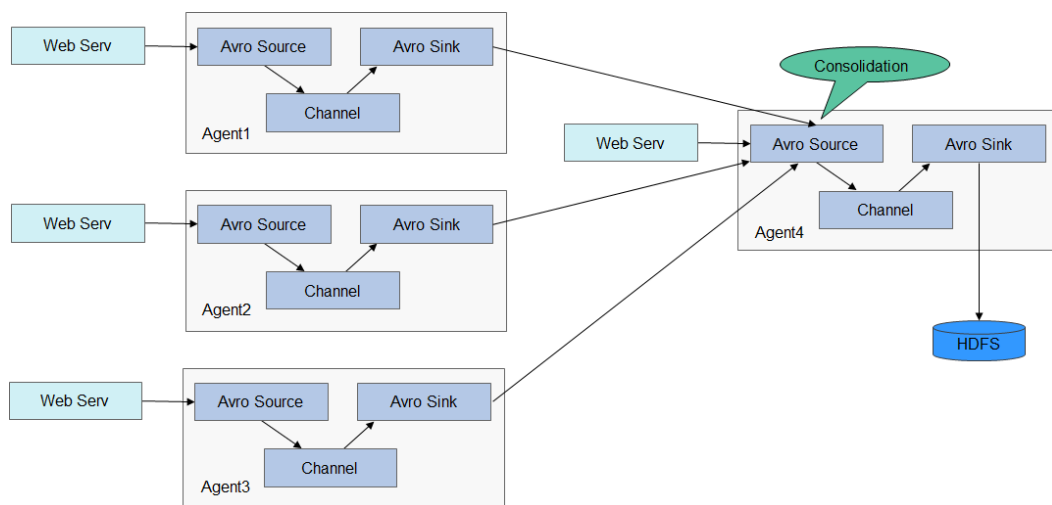 Web Serv
Avro Source
Avro Sink
Channel
Agent1
Consolidation
Web Serv
Avro Source
Avro Sink
Channel
Agent4
Web Serv
Avro Source
Avro Sink
Channel
Agent2
HDFS
Web Serv
Avro Source
Avro Sink
Channel
Agent3